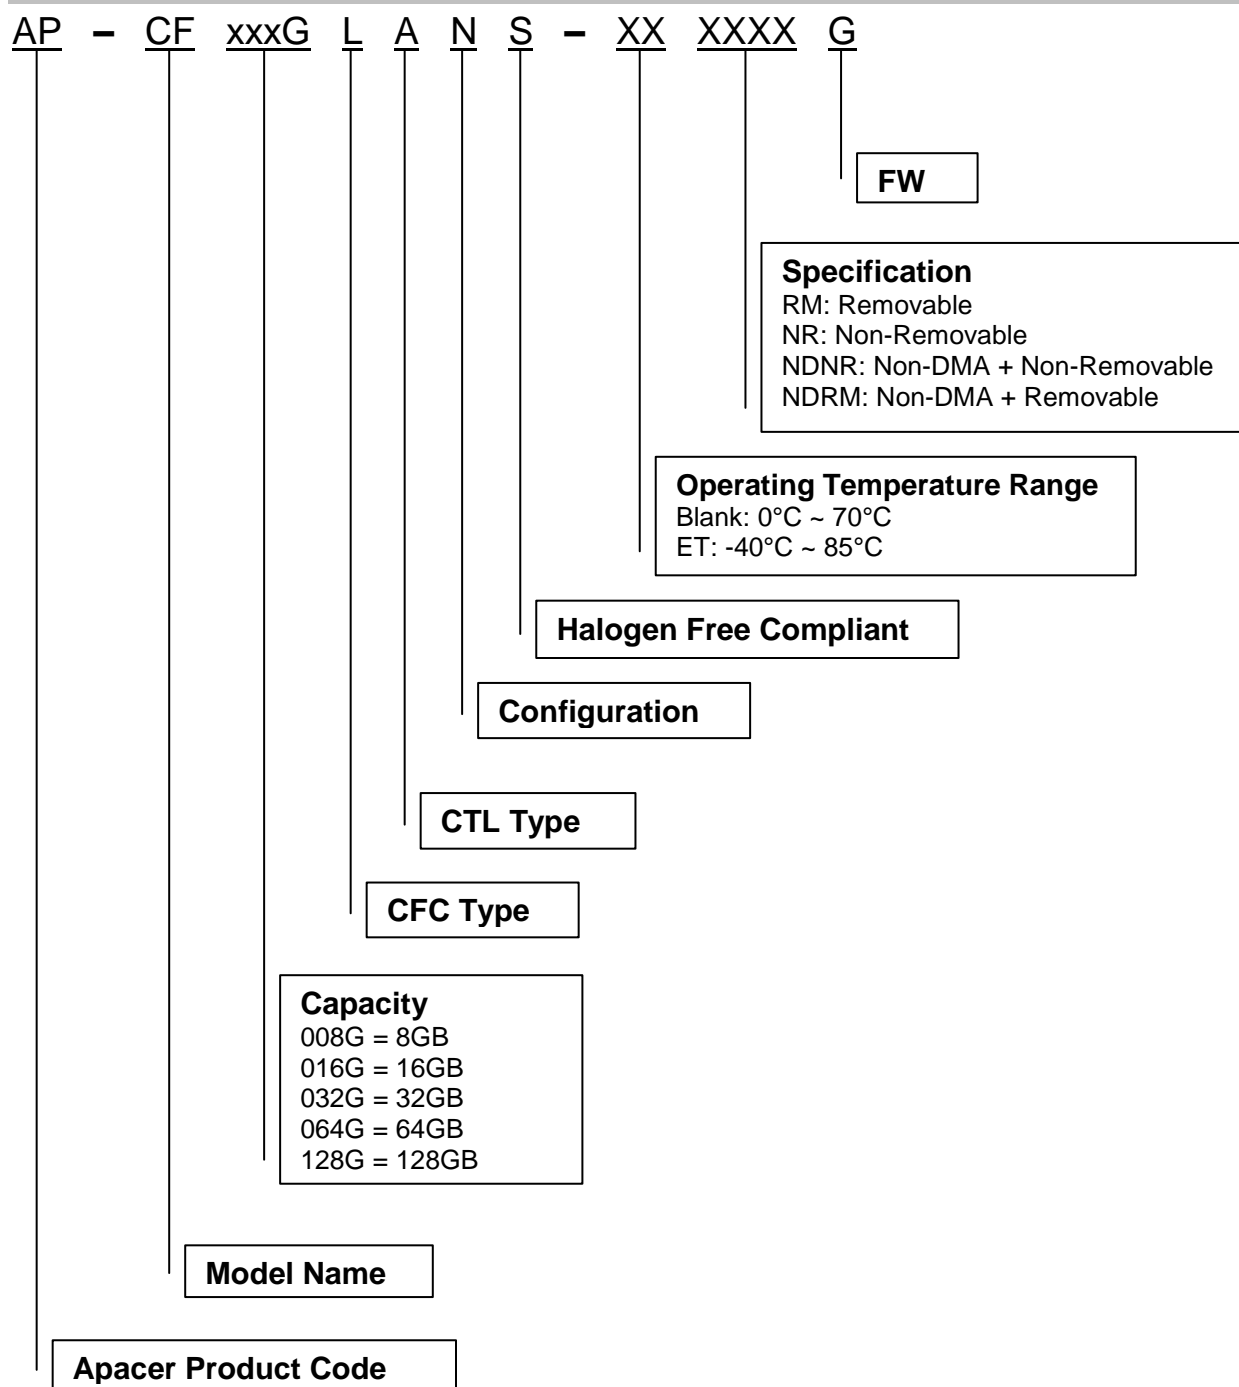 AP – CF xxxG L A N S – XX XXXX G
FW
Specification
RM: Removable
NR: Non-Removable
NDNR: Non-DMA + Non-Removable
NDRM: Non-DMA + Removable
Operating Temperature Range
Blank: 0°C ~ 70°C
ET: -40°C ~ 85°C
Halogen Free Compliant
Configuration
CTL Type
CFC Type
Capacity
008G = 8GB
016G = 16GB
032G = 32GB
064G = 64GB
128G = 128GB
Model Name
Apacer Product Code